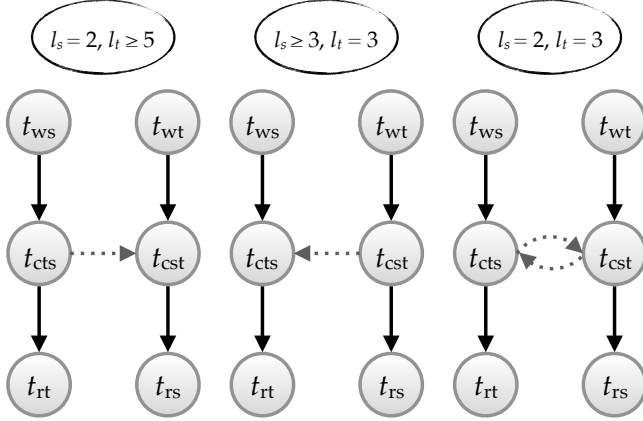 l_s = 2, l_t ≥ 5   l_s ≥ 3, l_t = 3   l_s = 2, l_t = 3
t_ws   t_wt   t_ws   t_wt   t_ws   t_wt
t_cts   t_cst   t_cts   t_cst   t_cts   t_cst
t_rt   t_rs   t_rt   t_rs   t_rt   t_rs